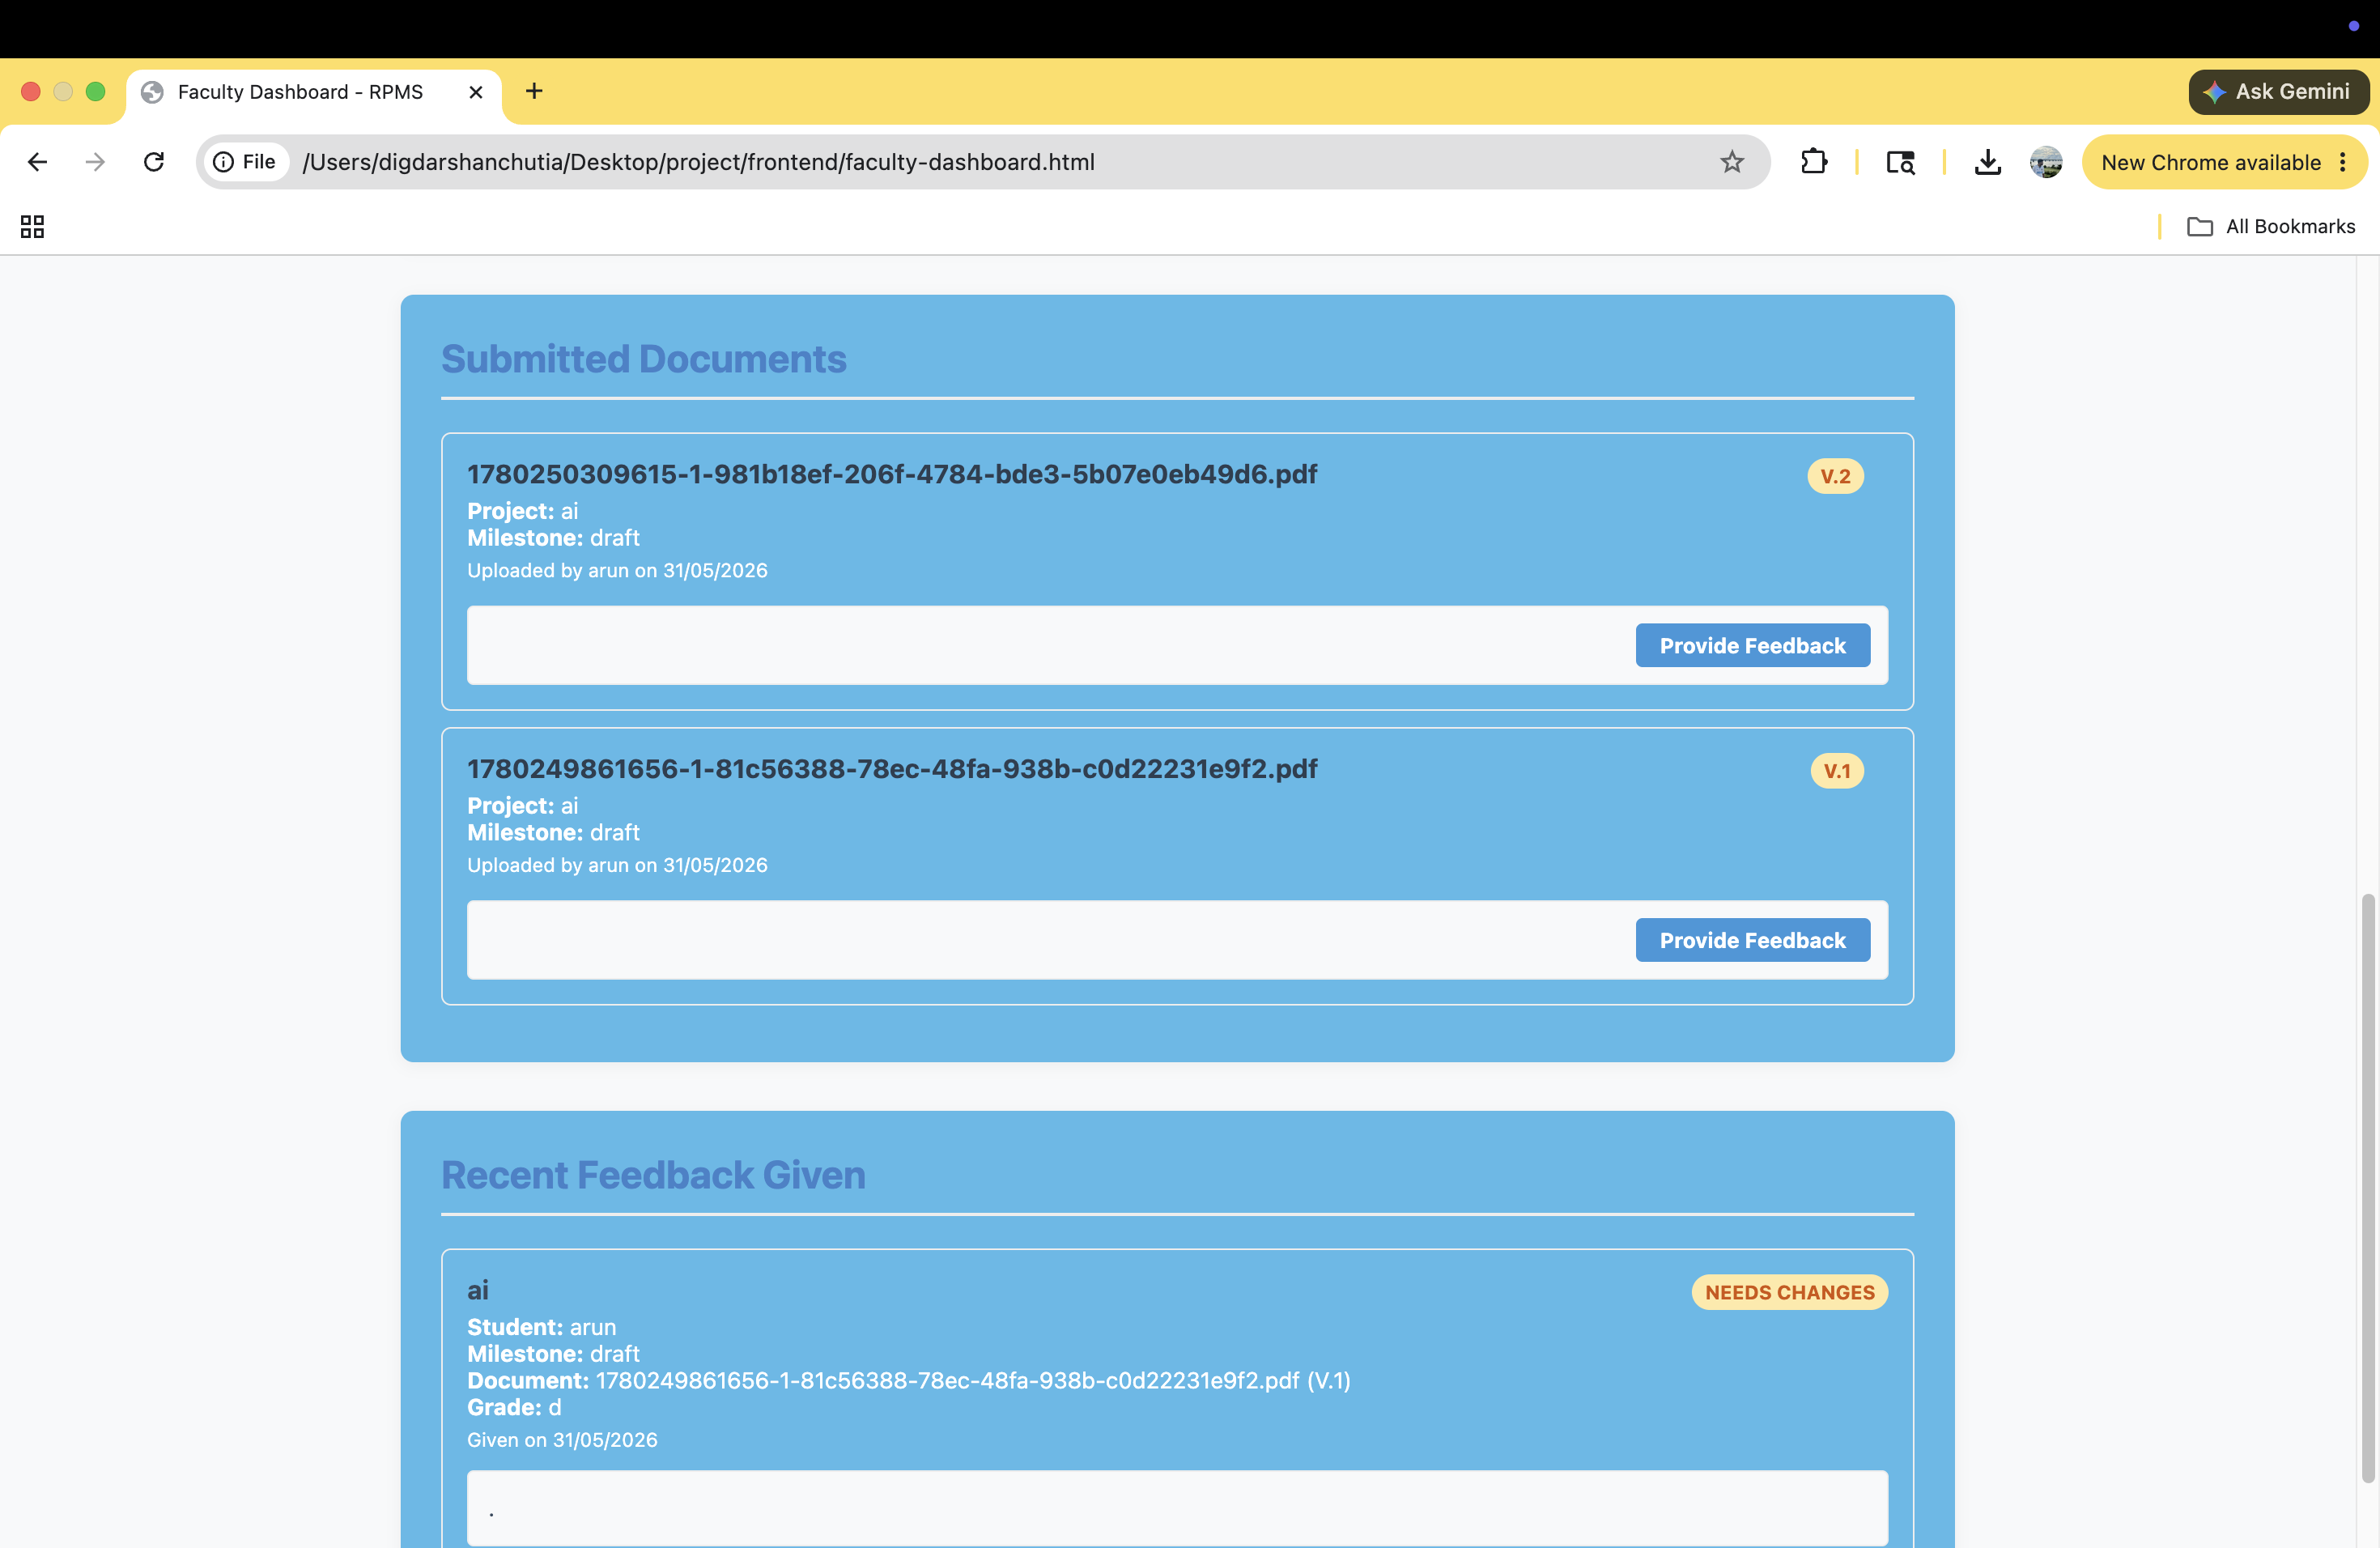 Faculty Dashboard - RPMS
Ask Gemini
File
/Users/digdarshanchutia/Desktop/project/frontend/faculty-dashboard.html
New Chrome available
All Bookmarks
Submitted Documents
1780250309615-1-981b18ef-206f-4784-bde3-5b07e0eb49d6.pdf
V.2
Project: ai
Milestone: draft
Uploaded by arun on 31/05/2026
Provide Feedback
1780249861656-1-81c56388-78ec-48fa-938b-c0d22231e9f2.pdf
V.1
Project: ai
Milestone: draft
Uploaded by arun on 31/05/2026
Provide Feedback
Recent Feedback Given
ai
NEEDS CHANGES
Student: arun
Milestone: draft
Document: 1780249861656-1-81c56388-78ec-48fa-938b-c0d22231e9f2.pdf (V.1)
Grade: d
Given on 31/05/2026
.